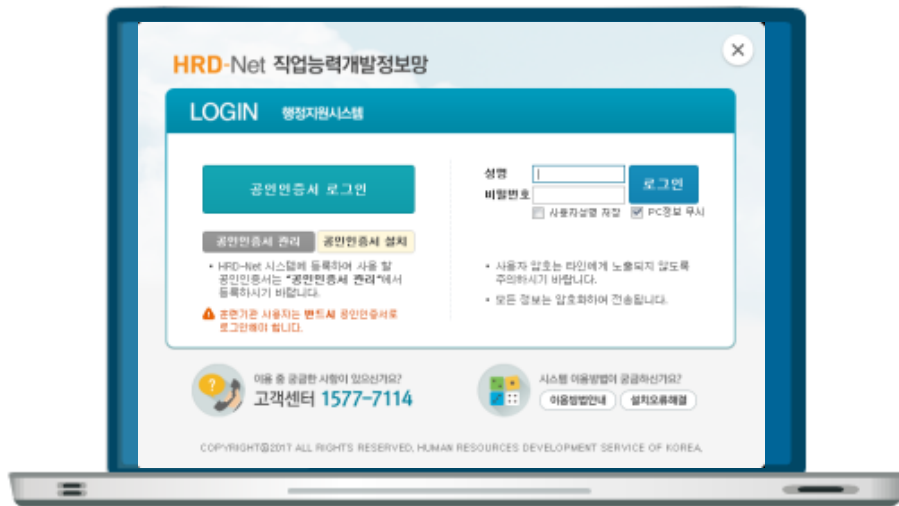 HRD-Net 직업능력개발정보망
LOGIN 행정지원시스템
공인인증서 로그인
공인인증서 관리
공인인증서 설치
• HRD-Net 시스템에 등록하여 사용 할
공인인증서는 "공인인증서 관리"에서
등록하시기 바랍니다.
훈련기관 사용자는 반드시 공인인증서로
로그인해야 합니다.
성명
비밀번호
로그인
사용자성명 저장
PC정보 무시
• 사용자 암호는 타인에게 노출되지 않도록
주의하시기 바랍니다.
• 모든 정보는 암호화하여 전송됩니다.
이용 중 궁금한 사항이 있으신가요?
고객센터 1577-7114
시스템 이용방법이 궁금하신가요?
이용방법안내
설치오류해결
COPYRIGHT@2017 ALL RIGHTS RESERVED, HUMAN RESOURCES DEVELOPMENT SERVICE OF KOREA.